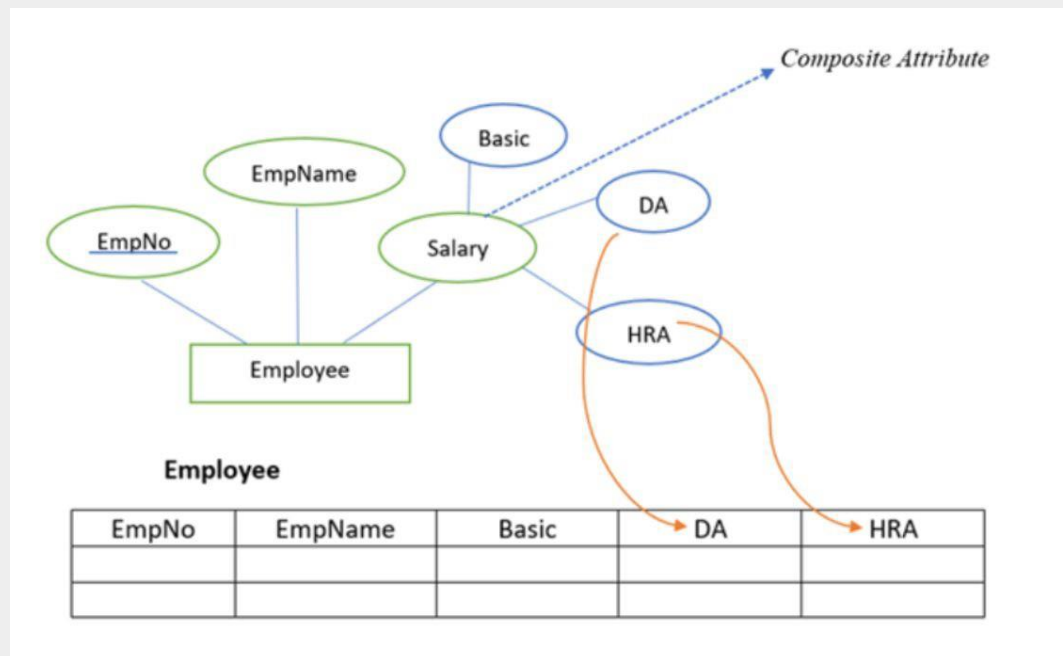 Composite Attribute
Basic
EmpName
DA
EmpNo
Salary
HRA
Employee
Employee
EmpNo EmpName Basic DA HRA